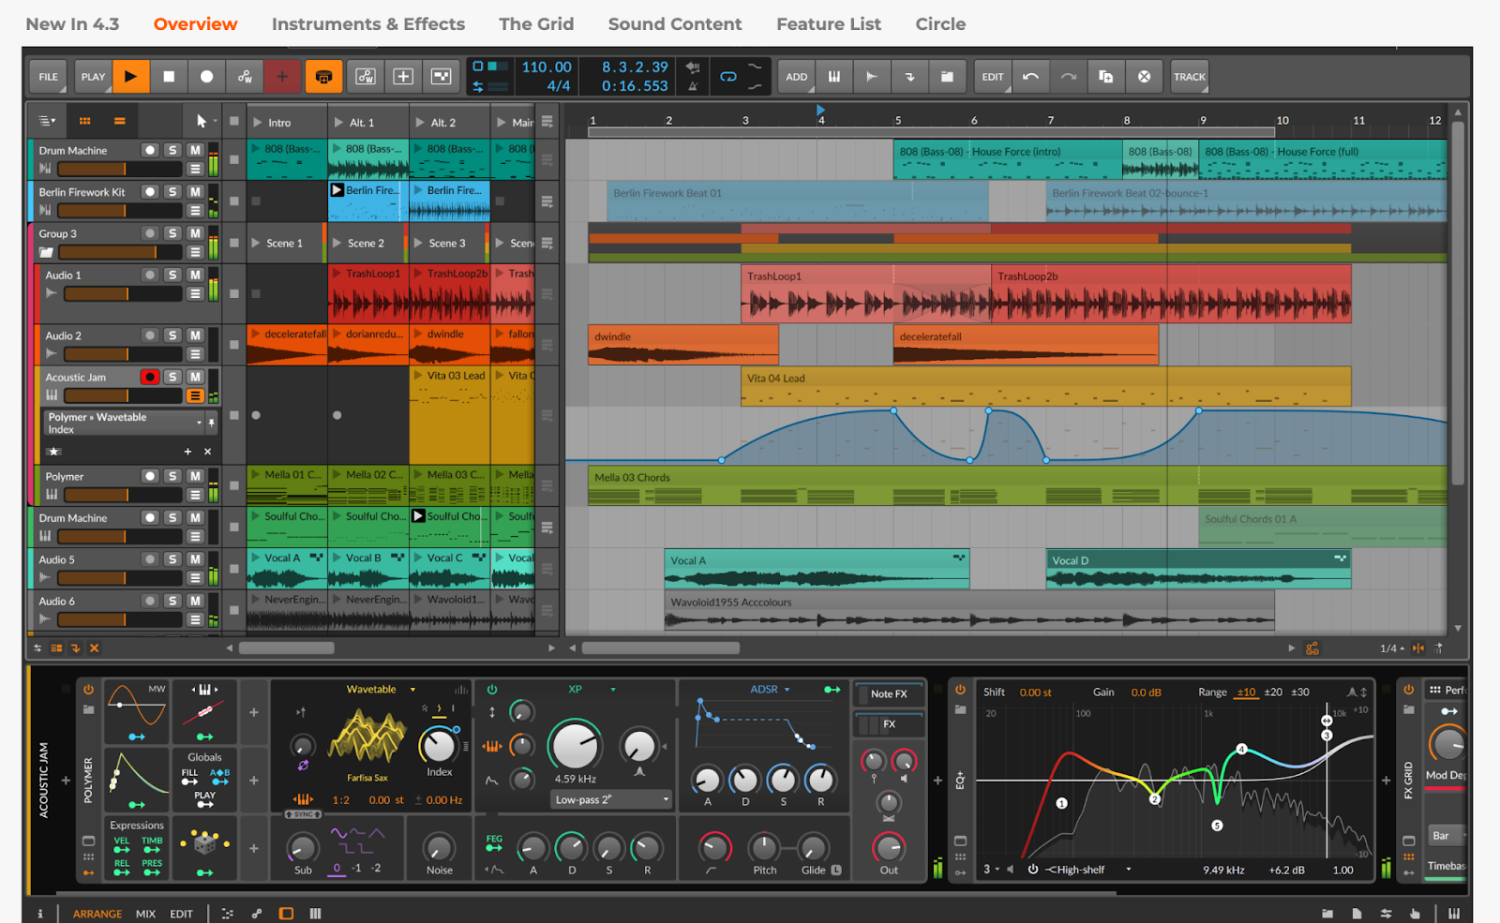 New In 4.3 Overview Instruments & Effects The Grid Sound Content Feature List Circle
FILE PLAY 110.00 4/4 8.3.2.39 0:16.553 ADD EDIT TRACK
Intro Alt. 1 Alt. 2 Main 1 2 3 4 5 6 7 8 9 10 11 12
Drum Machine S M 808 (Bass-... 808 (Bass-... 808 (Bass-... 808 ( 808 (Bass-08) - House Force (intro) 808 (Bass-08) 808 (Bass-08) - House Force (full)
Berlin Firework Kit S M Berlin Fire... Berlin Fire... Berlin Firework Beat 01 Berlin Firework Beat 02-bounce-1
Group 3 S M Scene 1 Scene 2 Scene 3 Scen
Audio 1 S M TrashLoop1 TrashLoop2b Trash TrashLoop1 TrashLoop2b
Audio 2 S M deceleratefall dorianredu... dwindle fallor dwindle deceleratefall
Acoustic Jam S M Vita 03 Lead Vita 0 Vita 04 Lead
Polymer » Wavetable
Index
Polymer S M Mella 01 C... Mella 02 C... Mella 03 C... Mella Mella 03 Chords
Drum Machine S M Soulful Cho... Soulful Cho... Soulful Cho... Soulf Soulful Chords 01 A
Audio 5 S M Vocal A Vocal B Vocal C Vocal Vocal A Vocal D
Audio 6 S M NeverEngin... NeverEngin... Wavoloid1... Wavo Wavoloid1955 Acccolours
1/4
ACOUSTIC JAM
POLYMER
MW
Globals
FILL A B
PLAY
Expressions
VEL TIMB
REL PRES
Wavetable
Farfisa Sax
Index
1:2 0.00 st ± 0.00 Hz
SYNC
Sub 0 -1 -2 Noise
XP
4.59 kHz
Low-pass 2"
FEG
A D S R
ADSR
A D S R
Pitch Glide L
Note FX
FX
Out
EQ+
Shift 0.00 st Gain 0.0 dB Range ±10 ±20 ±30
20 100 1k 10k +10
1 2 3 4 5
-10
3 High-shelf 9.49 kHz +6.2 dB 1.00
FX GRID
Perf
Mod Dep
Bar
Timebas
i ARRANGE MIX EDIT